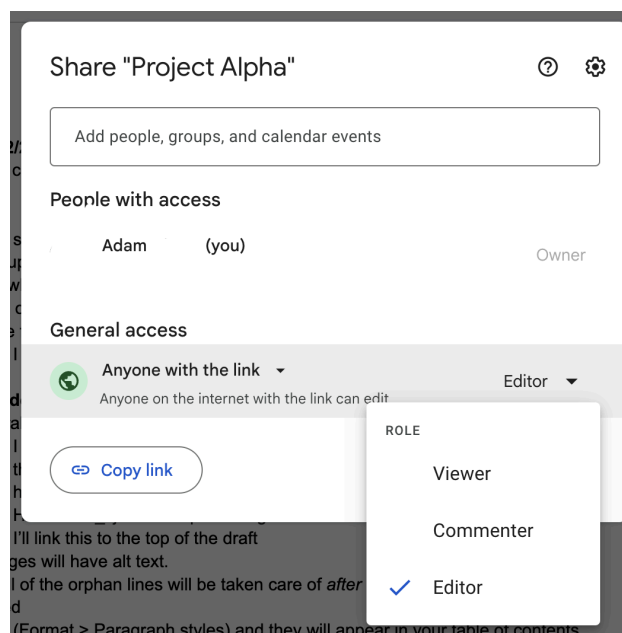 Share "Project Alpha"
Add people, groups, and calendar events
People with access
Adam (you)
Owner
General access
Anyone with the link
Editor
Anyone on the internet with the link can edit
ROLE
Copy link
Viewer
Commenter
I'll link this to the top of the draft
ges will have alt text.
l of the orphan lines will be taken care of after
Editor
(Format > Paragraph styles) and they will appear in your table of contents